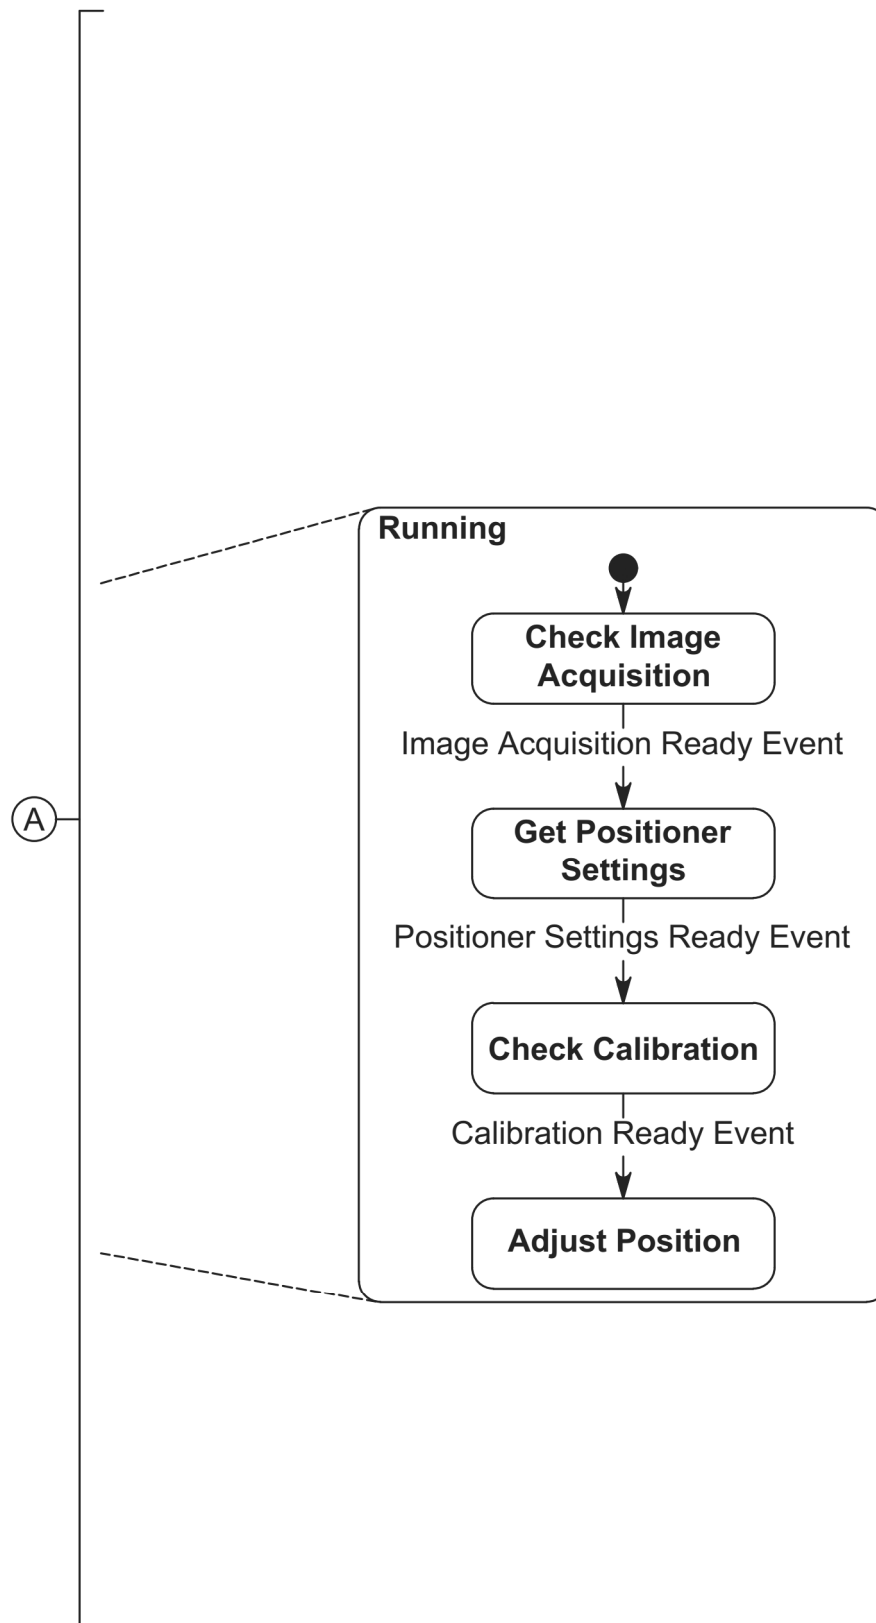 Running
Check Image
Acquisition
Image Acquisition Ready Event
A
Get Positioner
Settings
Positioner Settings Ready Event
Check Calibration
Calibration Ready Event
Adjust Position